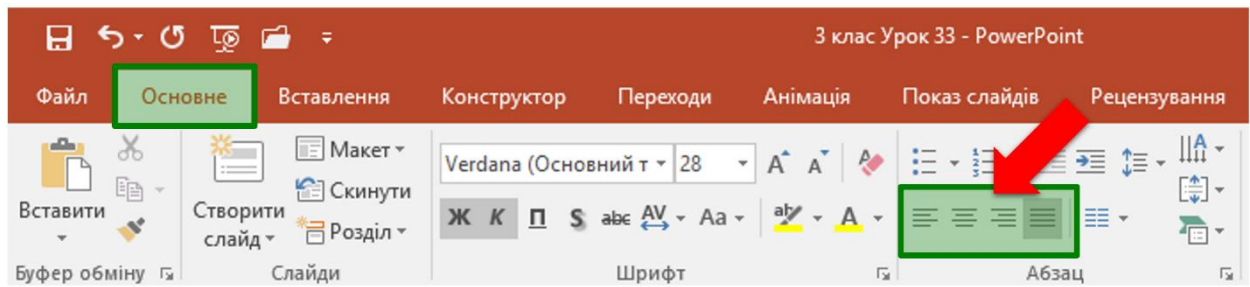 3 клас Урок 33 - PowerPoint
Файл Основне Вставлення Конструктор Переходи Анімація Показ слайдів Рецензування
Вставити
Створити слайд
Макет
Скинути
Розділ
Verdana (Основний т 28 А А
Ж К П S abc AV Aa aby A
Буфер обміну Слайди Шрифт Абзац